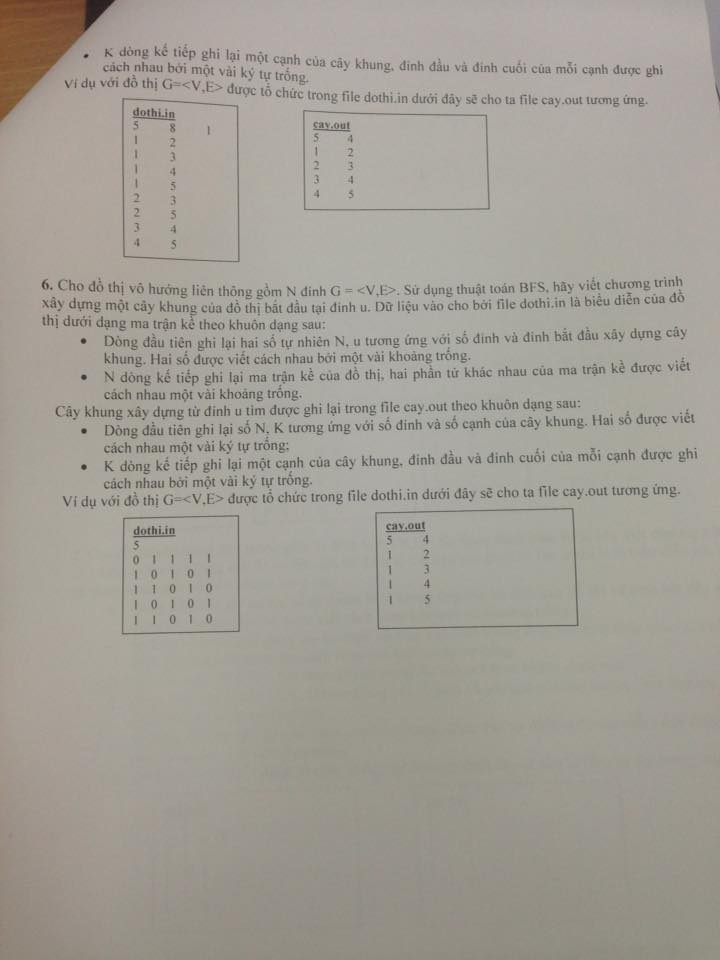 • K dòng kế tiếp ghi lại một cạnh của cây khung, đỉnh đầu và đỉnh cuối của mỗi cạnh được ghi
cách nhau bởi một vài ký tự trống.
Ví dụ với đồ thị G=<V,E> được tổ chức trong file dothi.in dưới đây sẽ cho ta file cay.out tương ứng.
dothi.in
5 8 1
1 2
1 3
1 4
1 5
2 3
2 5
3 4
4 5
cay.out
5 4
1 2
2 3
3 4
4 5
6. Cho đồ thị vô hướng liên thông gồm N đỉnh G = <V,E>. Sử dụng thuật toán BFS, hãy viết chương trình
xây dựng một cây khung của đồ thị bắt đầu tại đỉnh u. Dữ liệu vào cho bởi file dothi.in là biểu diễn của đồ
thị dưới dạng ma trận kề theo khuôn dạng sau:
• Dòng đầu tiên ghi lại hai số tự nhiên N, u tương ứng với số đỉnh và đỉnh bắt đầu xây dựng cây
khung. Hai số được viết cách nhau bởi một vài khoảng trống.
• N dòng kế tiếp ghi lại ma trận kề của đồ thị, hai phần tử khác nhau của ma trận kề được viết
cách nhau một vài khoảng trống.
Cây khung xây dựng từ đỉnh u tìm được ghi lại trong file cay.out theo khuôn dạng sau:
• Dòng đầu tiên ghi lại số N, K tương ứng với số đỉnh và số cạnh của cây khung. Hai số được viết
cách nhau một vài ký tự trống;
• K dòng kế tiếp ghi lại một cạnh của cây khung, đỉnh đầu và đỉnh cuối của mỗi cạnh được ghi
cách nhau bởi một vài ký tự trống.
Ví dụ với đồ thị G=<V,E> được tổ chức trong file dothi.in dưới đây sẽ cho ta file cay.out tương ứng.
dothi.in
5
0 1 1 1 1
1 0 1 0 1
1 1 0 1 0
1 0 1 0 1
1 1 0 1 0
cay.out
5 4
1 2
1 3
1 4
1 5